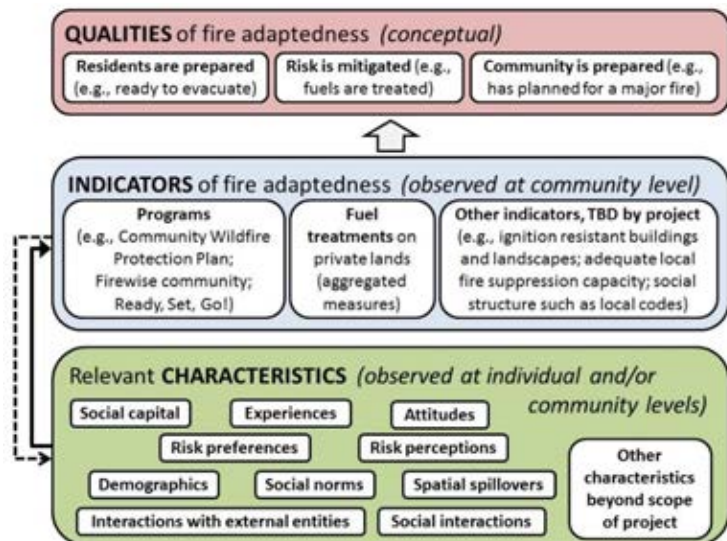 QUALITIES of fire adaptedness (conceptual)
Residents are prepared
(e.g., ready to evacuate)
Risk is mitigated (e.g.,
fuels are treated)
Community is prepared (e.g.,
has planned for a major fire)
INDICATORS of fire adaptedness (observed at community level)
Programs
(e.g., Community Wildfire
Protection Plan;
Firewise community;
Ready, Set, Go!)
Fuel
treatments on
private lands
(aggregated
measures)
Other indicators, TBD by project
(e.g., ignition resistant buildings
and landscapes; adequate local
fire suppression capacity; social
structure such as local codes)
Relevant CHARACTERISTICS (observed at individual and/or
community levels)
Social capital
Experiences
Attitudes
Risk preferences
Risk perceptions
Demographics
Social norms
Spatial spillovers
Interactions with external entities
Social interactions
Other
characteristics
beyond scope
of project